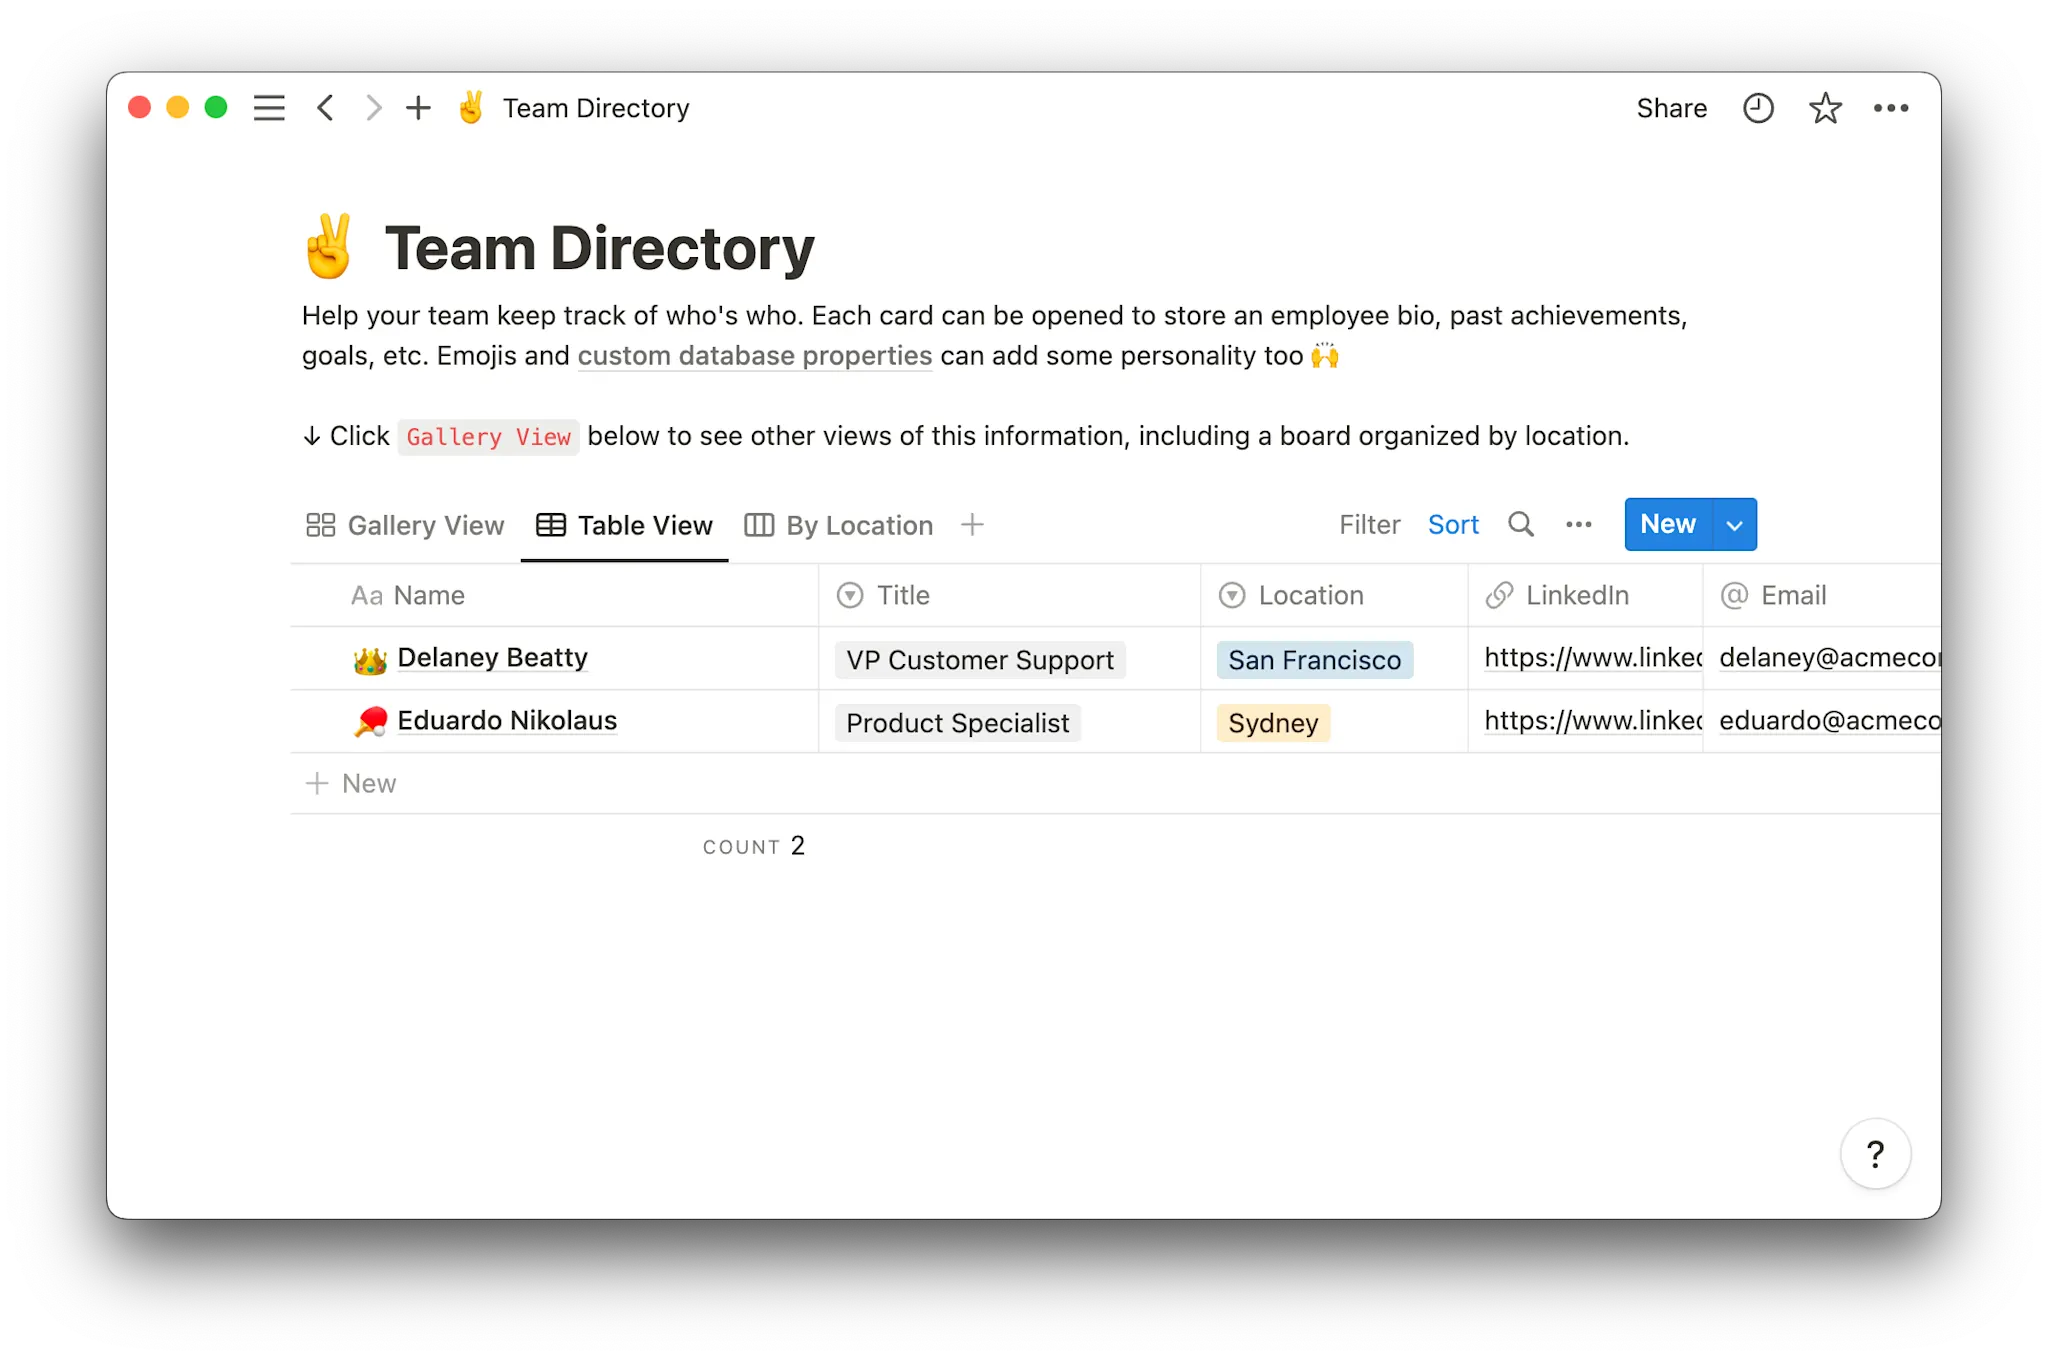 Team Directory
Share
Team Directory
Help your team keep track of who's who. Each card can be opened to store an employee bio, past achievements,
goals, etc. Emojis and custom database properties can add some personality too
↓ Click Gallery View below to see other views of this information, including a board organized by location.
Gallery View Table View By Location Filter Sort New
Aa Name Title Location LinkedIn @ Email
Delaney Beatty VP Customer Support San Francisco https://www.linked delaney@acmecor
Eduardo Nikolaus Product Specialist Sydney https://www.linked eduardo@acmeco
+ New
COUNT 2
?